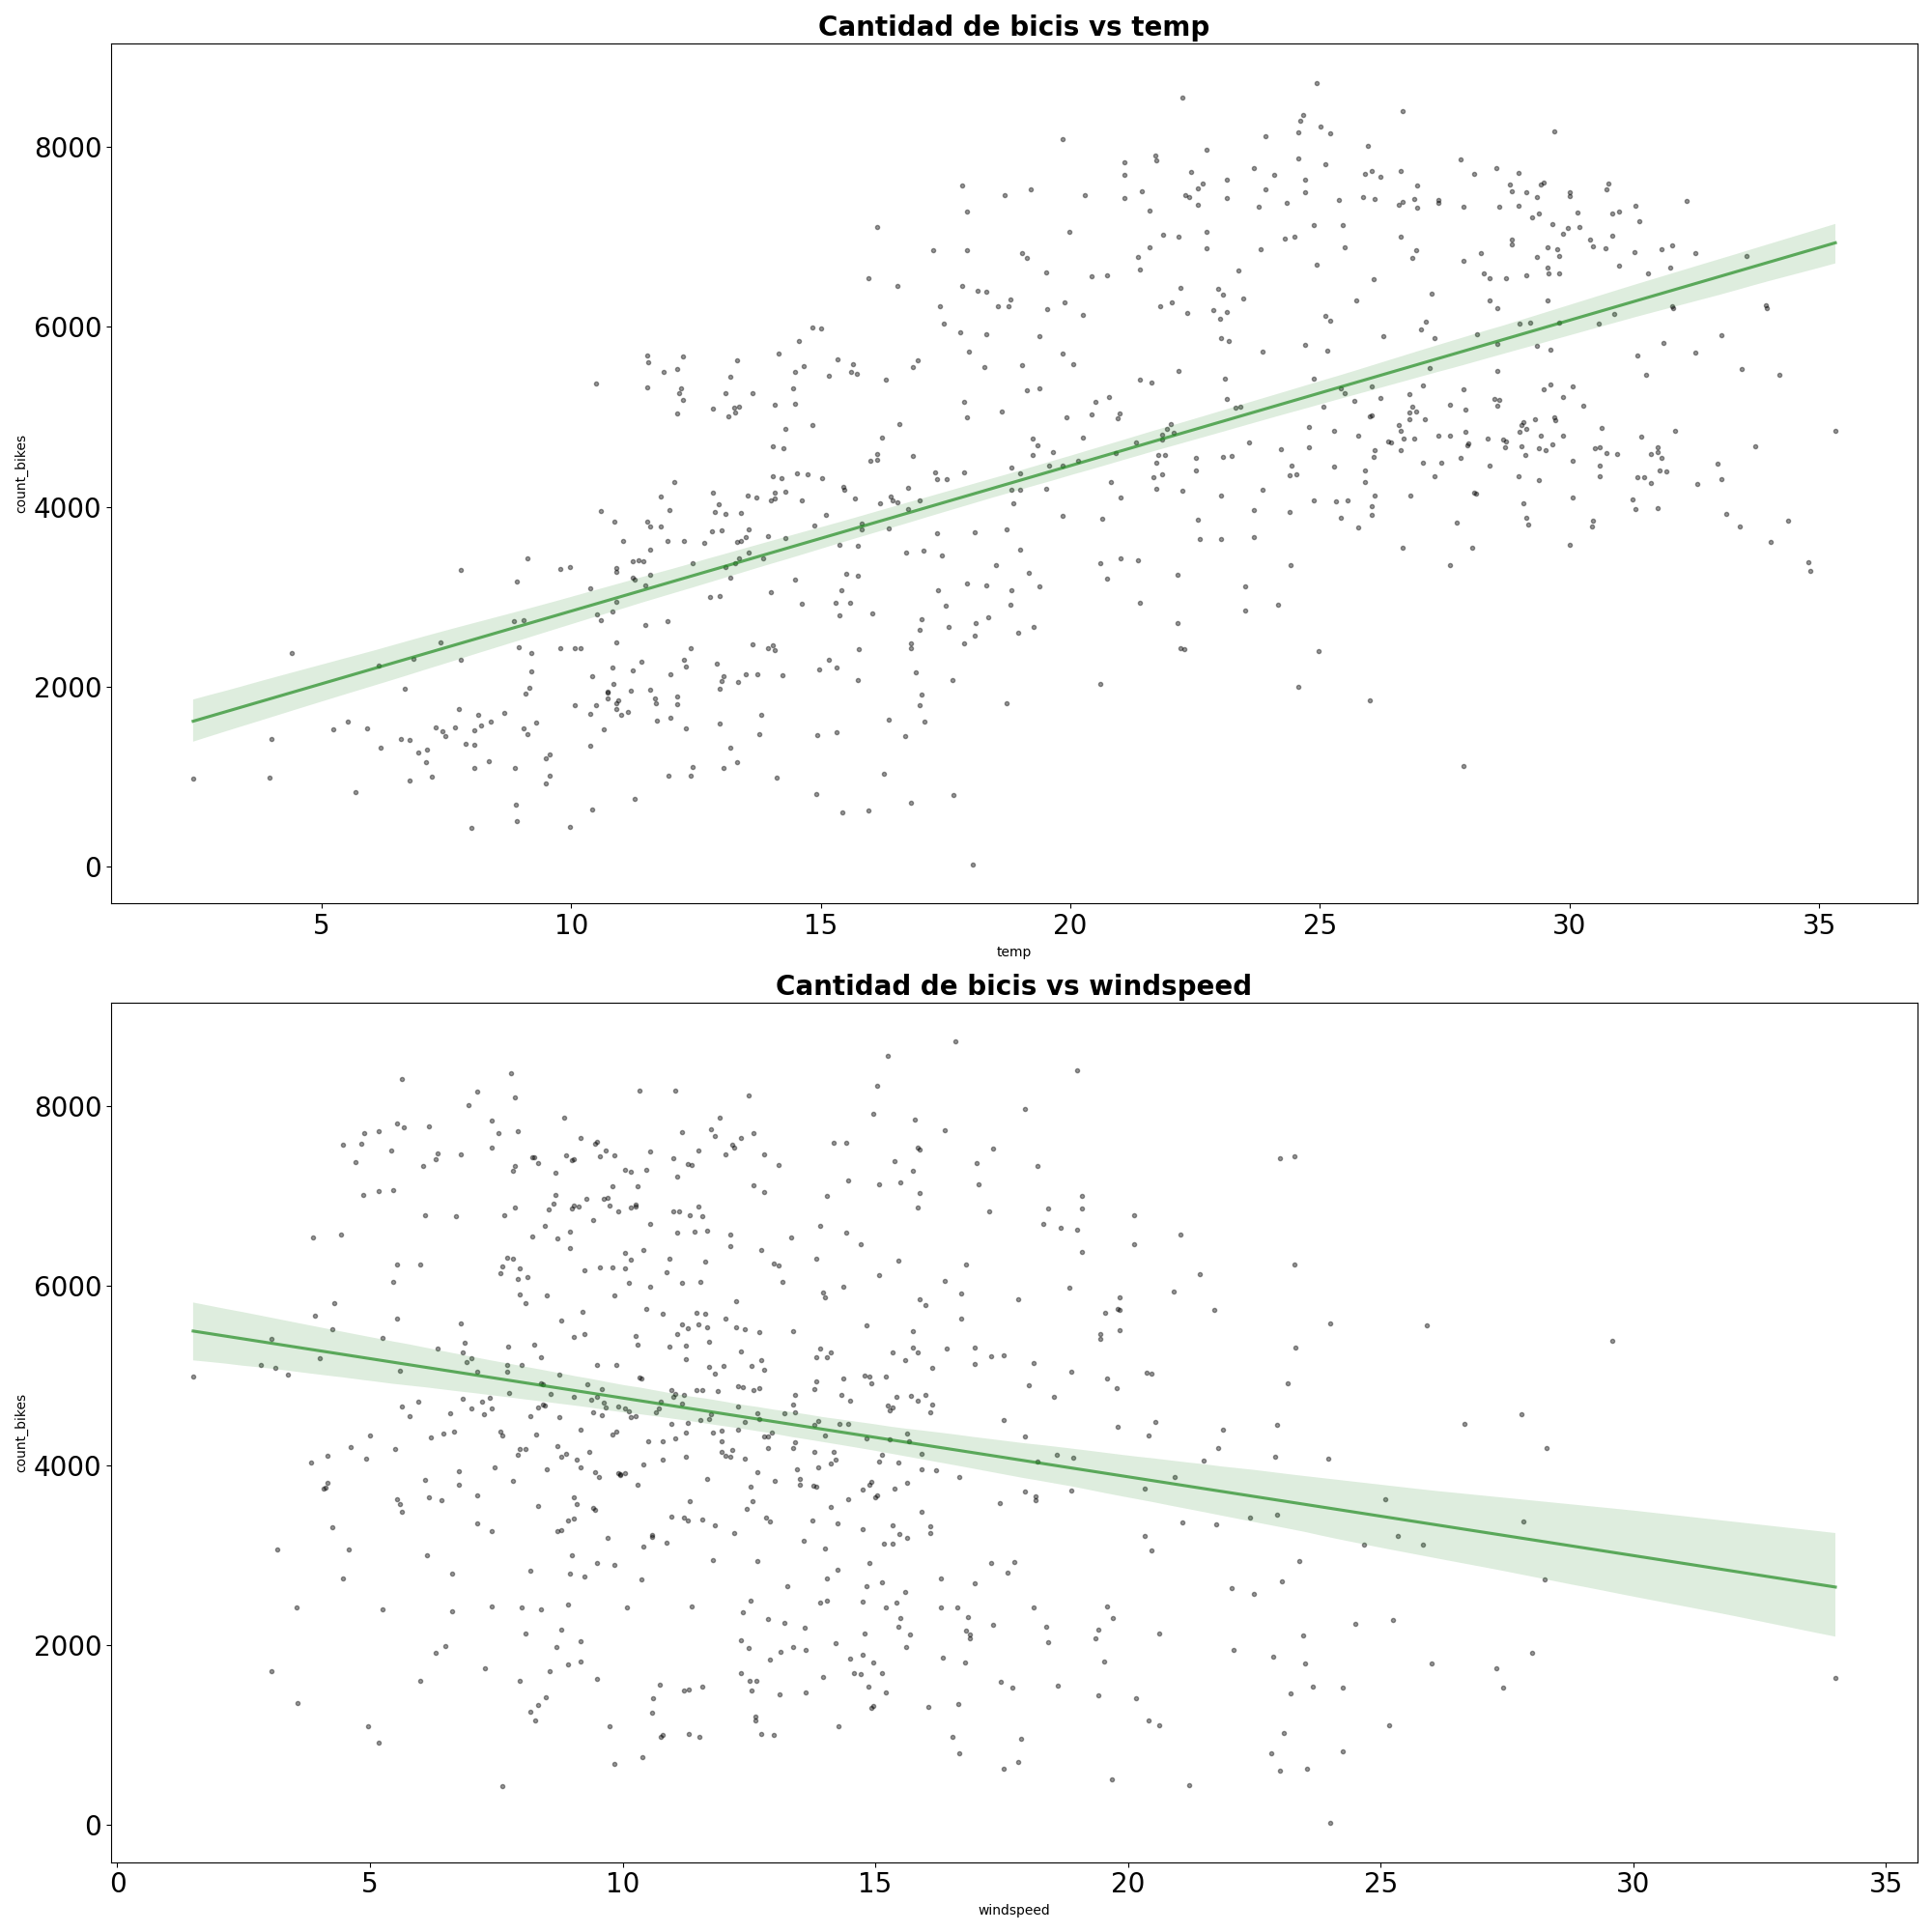 Cantidad de bicis vs temp
8000
6000
4000
2000
0
count_bikes
5 10 15 20 25 30 35
temp
Cantidad de bicis vs windspeed
8000
6000
4000
2000
0
count_bikes
0 5 10 15 20 25 30 35
windspeed